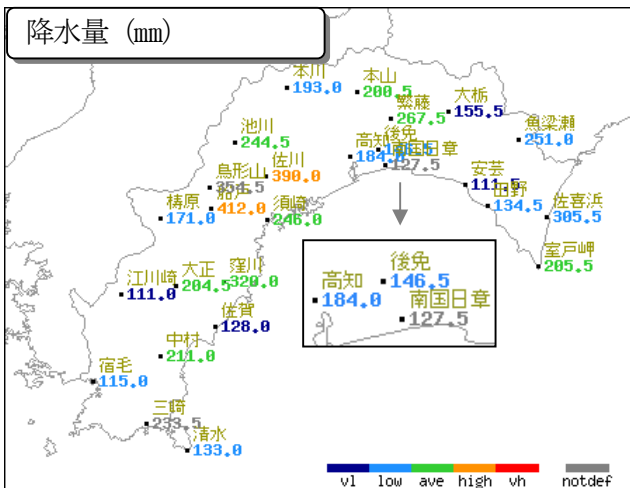 降水量 (mm)
本川
193.0
本山
200.5
繁藤
267.5
大栃
155.5
魚梁瀬
251.0
池川
244.5
高知
184.0
後免
146.5
南国日章
127.5
鳥形山
354.5
佐川
390.0
安芸
111.5
田野
134.5
佐喜浜
305.5
梼原
171.0
412.0
須崎
246.0
室戸岬
205.5
江川崎
111.0
大正
204.5
窪川
320.0
後免
146.5
高知
184.0
南国日章
127.5
佐賀
128.0
中村
211.0
宿毛
115.0
三崎
233.5
清水
133.0
vl low ave high vh notdef